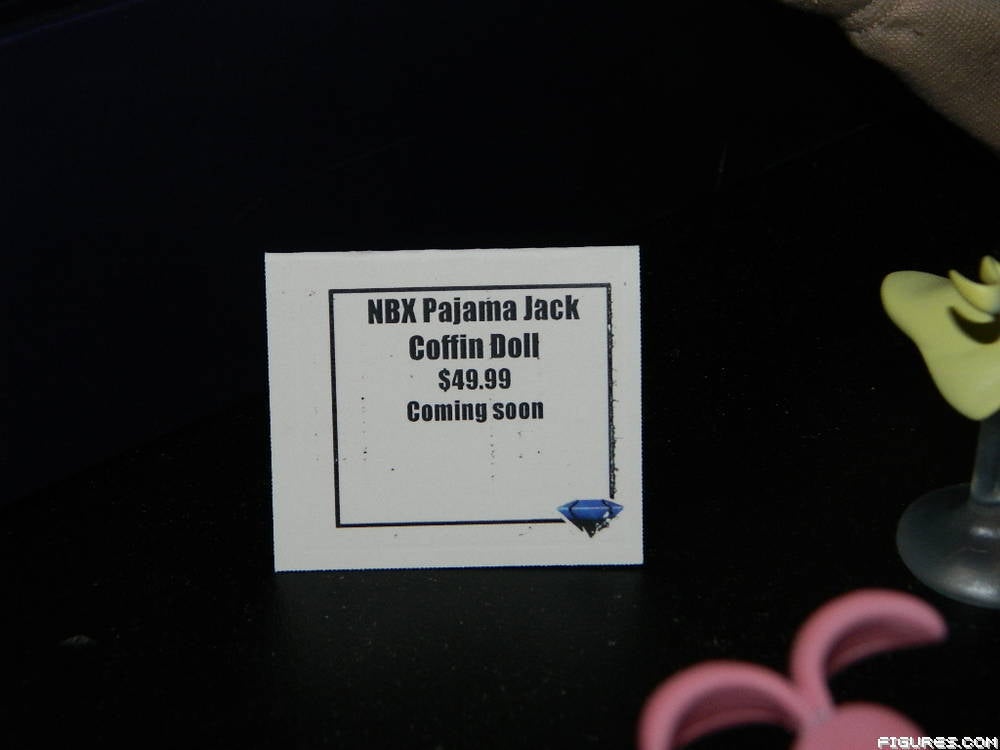 NBX Pajama Jack
Coffin Doll
$49.99
Coming soon
FIGURES.COM